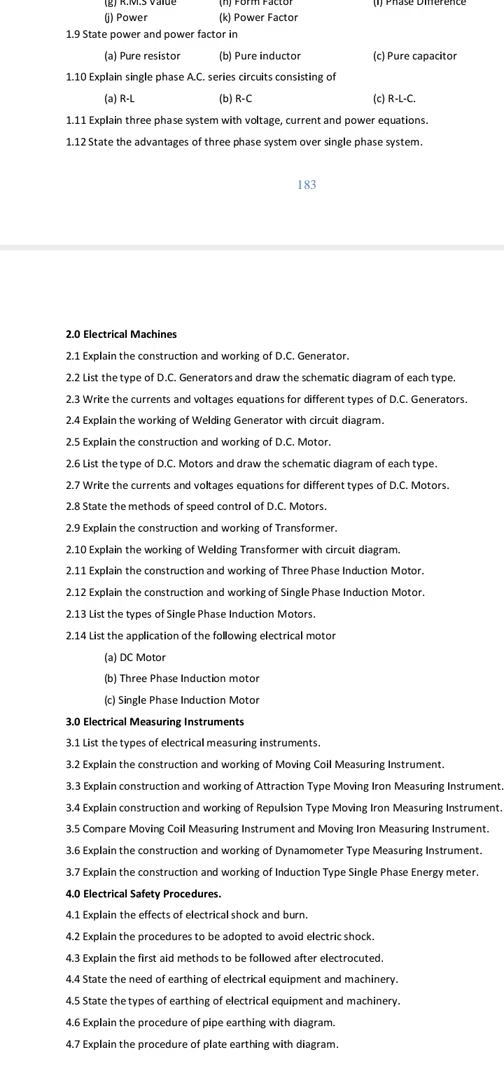 (g) R.M.S Value (h) Form Factor (i) Phase Difference
(j) Power (k) Power Factor
1.9 State power and power factor in
(a) Pure resistor (b) Pure inductor (c) Pure capacitor
1.10 Explain single phase A.C. series circuits consisting of
(a) R-L (b) R-C (c) R-L-C.
1.11 Explain three phase system with voltage, current and power equations.
1.12 State the advantages of three phase system over single phase system.
183
2.0 Electrical Machines
2.1 Explain the construction and working of D.C. Generator.
2.2 List the type of D.C. Generators and draw the schematic diagram of each type.
2.3 Write the currents and voltages equations for different types of D.C. Generators.
2.4 Explain the working of Welding Generator with circuit diagram.
2.5 Explain the construction and working of D.C. Motor.
2.6 List the type of D.C. Motors and draw the schematic diagram of each type.
2.7 Write the currents and voltages equations for different types of D.C. Motors.
2.8 State the methods of speed control of D.C. Motors.
2.9 Explain the construction and working of Transformer.
2.10 Explain the working of Welding Transformer with circuit diagram.
2.11 Explain the construction and working of Three Phase Induction Motor.
2.12 Explain the construction and working of Single Phase Induction Motor.
2.13 List the types of Single Phase Induction Motors.
2.14 List the application of the following electrical motor
(a) DC Motor
(b) Three Phase Induction motor
(c) Single Phase Induction Motor
3.0 Electrical Measuring Instruments
3.1 List the types of electrical measuring instruments.
3.2 Explain the construction and working of Moving Coil Measuring Instrument.
3.3 Explain construction and working of Attraction Type Moving Iron Measuring Instrument.
3.4 Explain construction and working of Repulsion Type Moving Iron Measuring Instrument.
3.5 Compare Moving Coil Measuring Instrument and Moving Iron Measuring Instrument.
3.6 Explain the construction and working of Dynamometer Type Measuring Instrument.
3.7 Explain the construction and working of Induction Type Single Phase Energy meter.
4.0 Electrical Safety Procedures.
4.1 Explain the effects of electrical shock and burn.
4.2 Explain the procedures to be adopted to avoid electric shock.
4.3 Explain the first aid methods to be followed after electrocuted.
4.4 State the need of earthing of electrical equipment and machinery.
4.5 State the types of earthing of electrical equipment and machinery.
4.6 Explain the procedure of pipe earthing with diagram.
4.7 Explain the procedure of plate earthing with diagram.